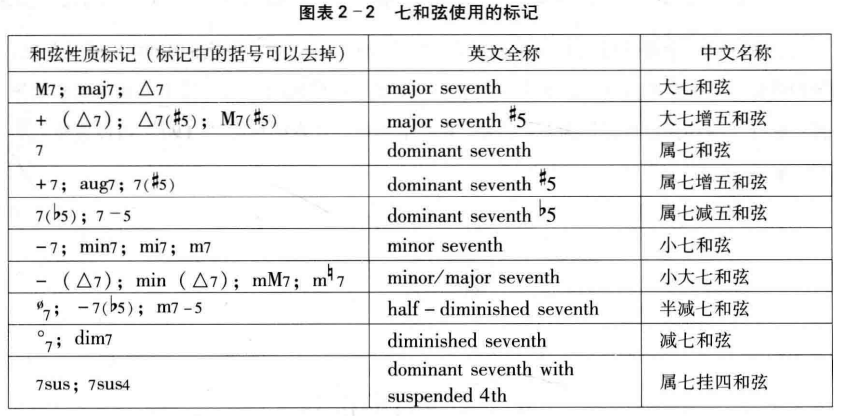 图表2-2 七和弦使用的标记
和弦性质标记（标记中的括号可以去掉） 英文全称 中文名称
M7; maj7; △7 major seventh 大七和弦
+（△7）; △7(♯5); M7(♯5) major seventh ♯5 大七增五和弦
7 dominant seventh 属七和弦
+7; aug7; 7(♯5) dominant seventh ♯5 属七增五和弦
7(♭5); 7-5 dominant seventh ♭5 属七减五和弦
-7; min7; mi7; m7 minor seventh 小七和弦
-（△7）; min（△7）; mM7; m♮7 minor/major seventh 小大七和弦
ø7; -7(♭5); m7-5 half-diminished seventh 半减七和弦
°7; dim7 diminished seventh 减七和弦
7sus; 7sus4 dominant seventh with
suspended 4th 属七挂四和弦